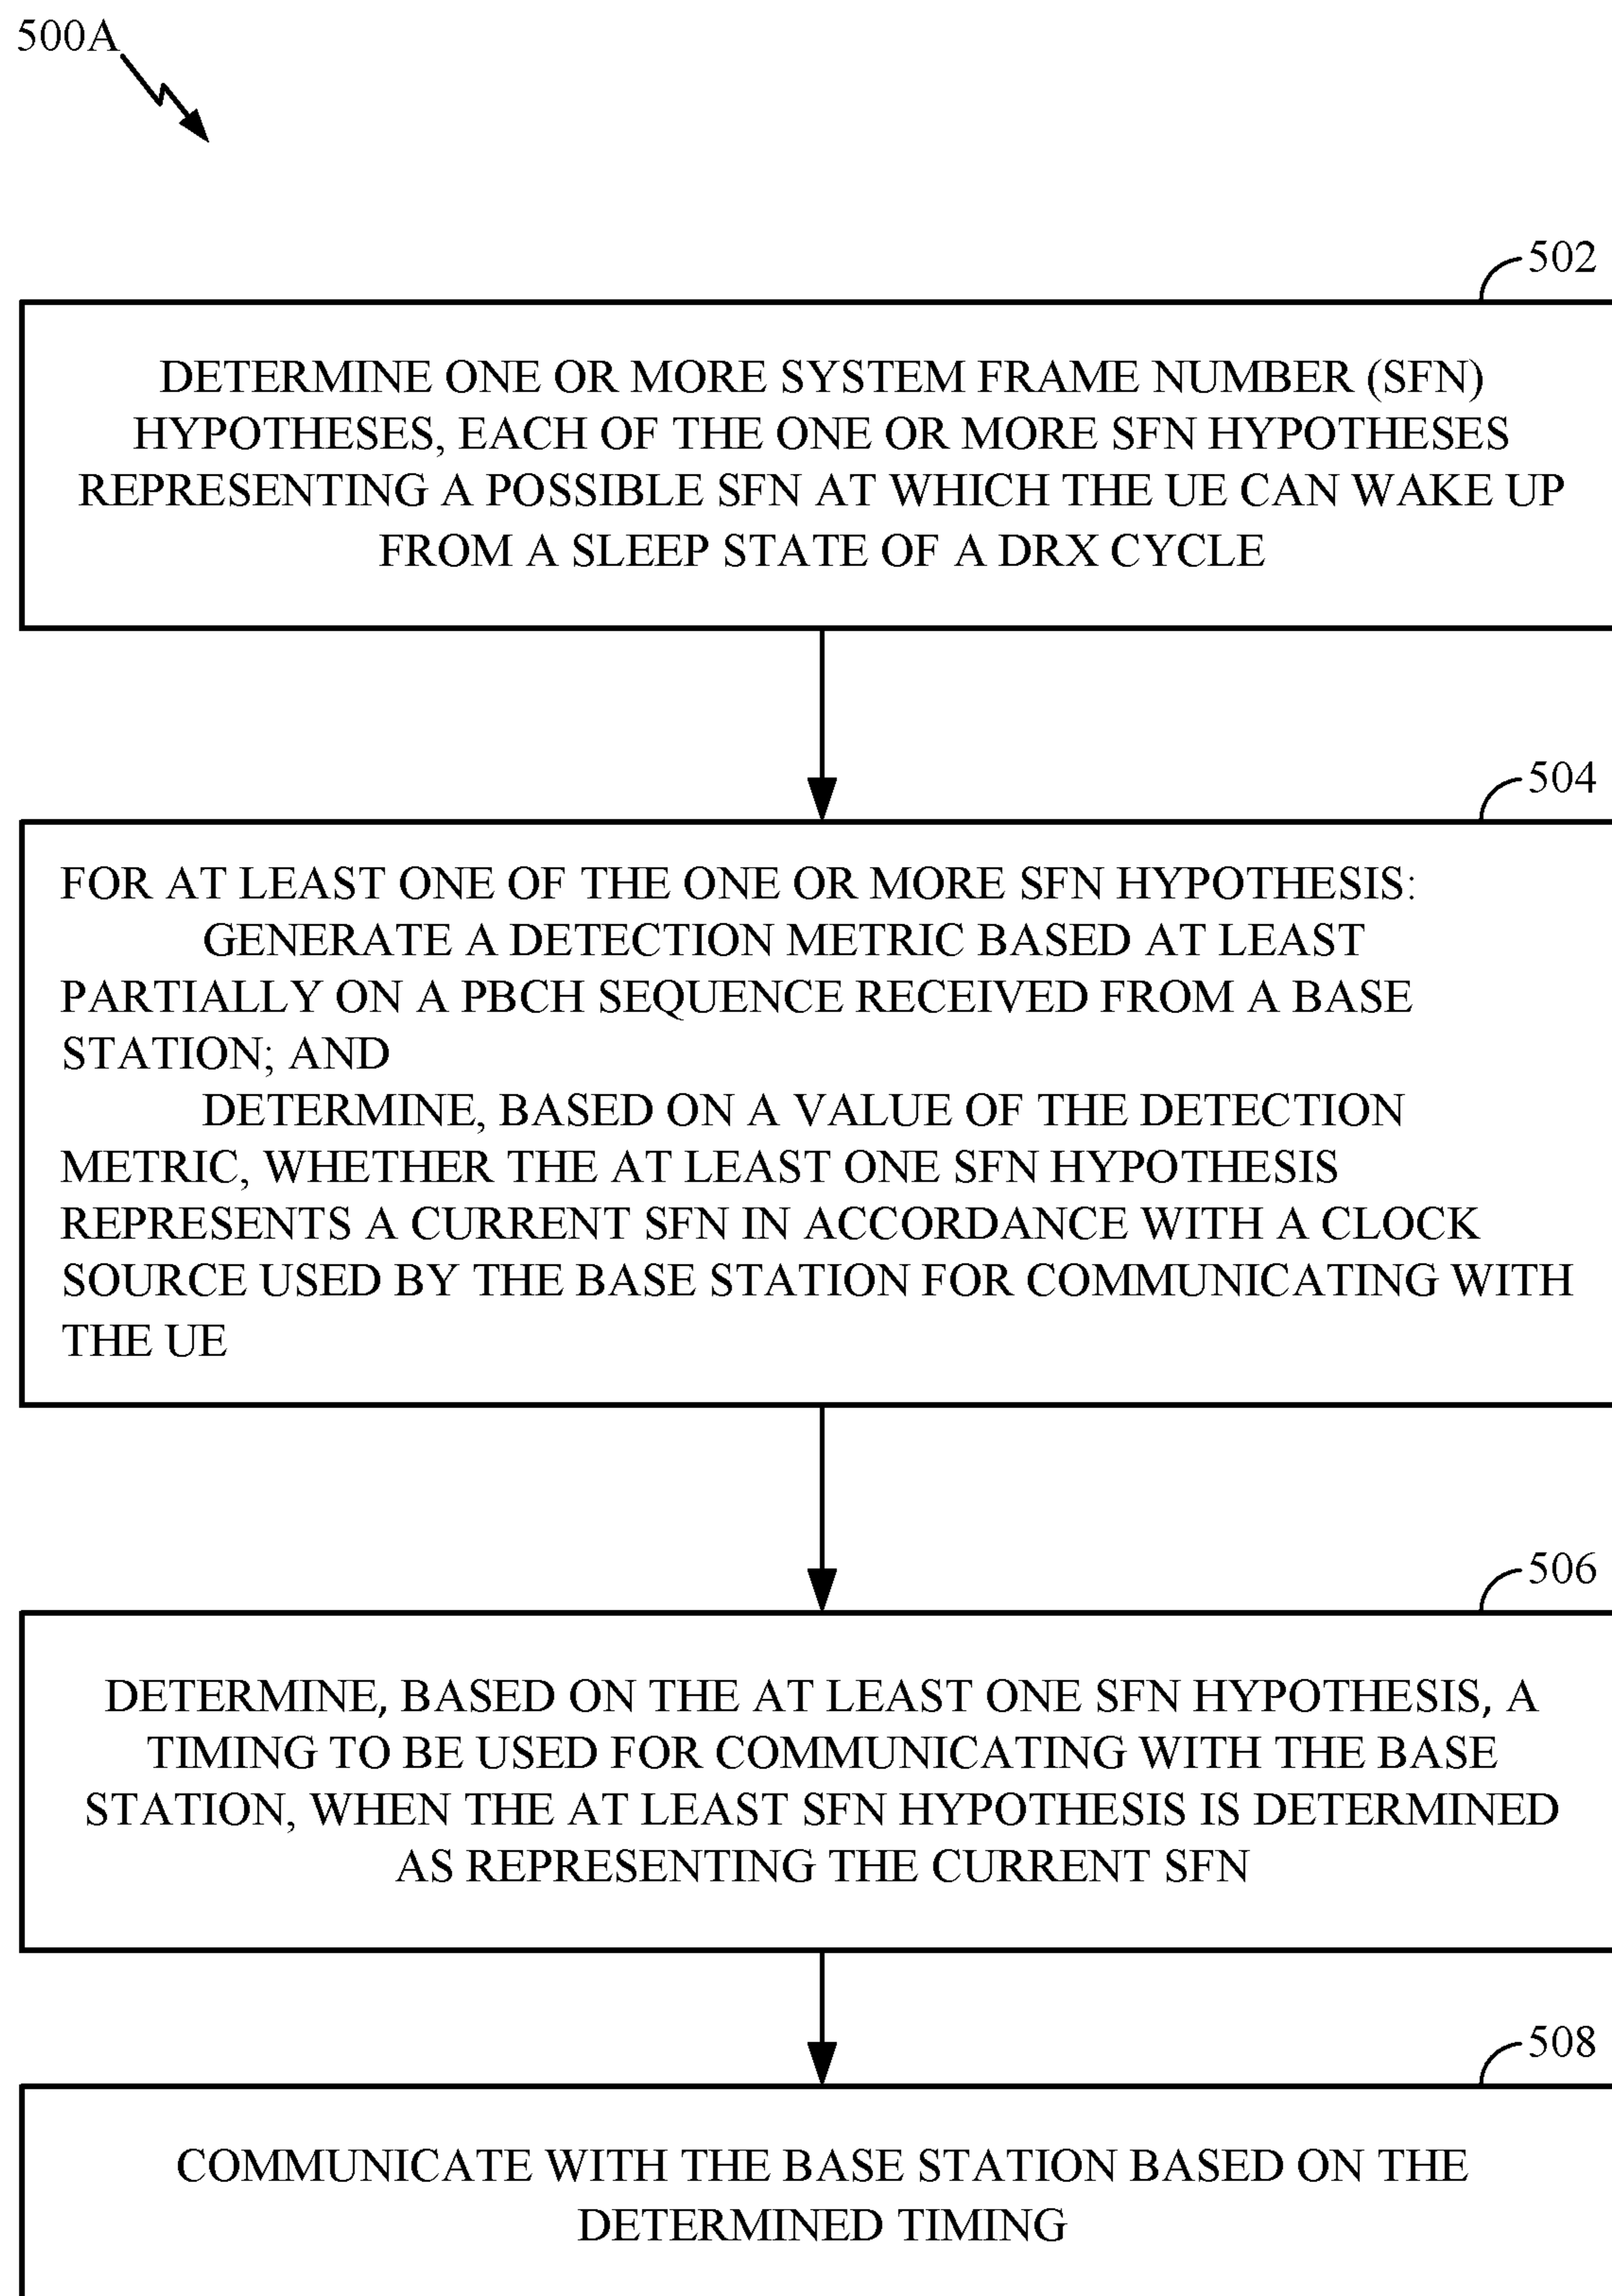 500A
502
DETERMINE ONE OR MORE SYSTEM FRAME NUMBER (SFN)
HYPOTHESES, EACH OF THE ONE OR MORE SFN HYPOTHESES
REPRESENTING A POSSIBLE SFN AT WHICH THE UE CAN WAKE UP
FROM A SLEEP STATE OF A DRX CYCLE
504
FOR AT LEAST ONE OF THE ONE OR MORE SFN HYPOTHESIS:
GENERATE A DETECTION METRIC BASED AT LEAST
PARTIALLY ON A PBCH SEQUENCE RECEIVED FROM A BASE
STATION; AND
DETERMINE, BASED ON A VALUE OF THE DETECTION
METRIC, WHETHER THE AT LEAST ONE SFN HYPOTHESIS
REPRESENTS A CURRENT SFN IN ACCORDANCE WITH A CLOCK
SOURCE USED BY THE BASE STATION FOR COMMUNICATING WITH
THE UE
506
DETERMINE, BASED ON THE AT LEAST ONE SFN HYPOTHESIS, A
TIMING TO BE USED FOR COMMUNICATING WITH THE BASE
STATION, WHEN THE AT LEAST SFN HYPOTHESIS IS DETERMINED
AS REPRESENTING THE CURRENT SFN
508
COMMUNICATE WITH THE BASE STATION BASED ON THE
DETERMINED TIMING